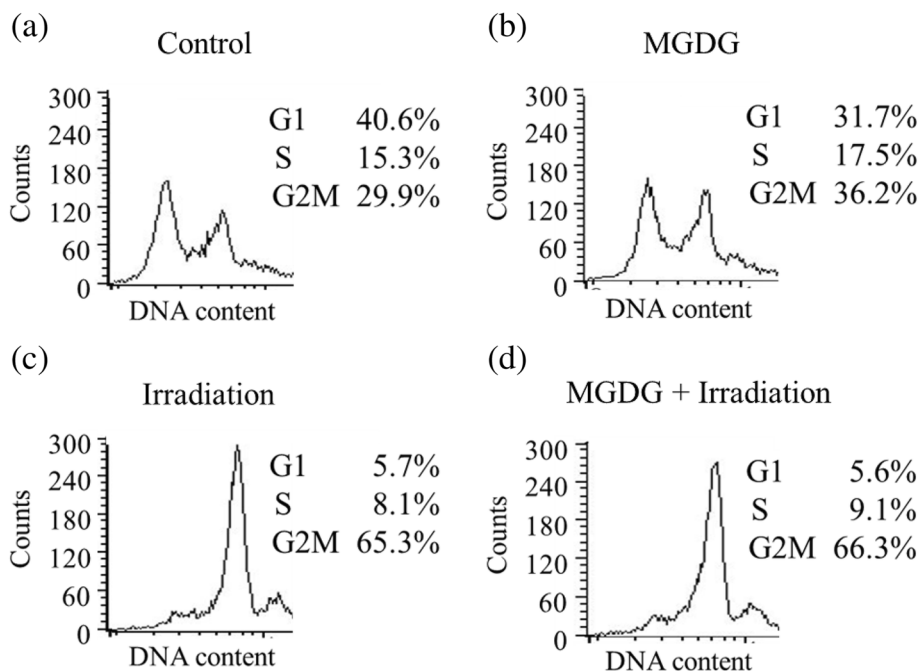 (a)
Control
300
240
180
120
60
0
Counts
G1 40.6%
S 15.3%
G2M 29.9%
DNA content
(b)
MGDG
300
240
180
120
60
0
Counts
G1 31.7%
S 17.5%
G2M 36.2%
DNA content
(c)
Irradiation
300
240
180
120
60
0
Counts
G1 5.7%
S 8.1%
G2M 65.3%
DNA content
(d)
MGDG + Irradiation
300
240
180
120
60
0
Counts
G1 5.6%
S 9.1%
G2M 66.3%
DNA content